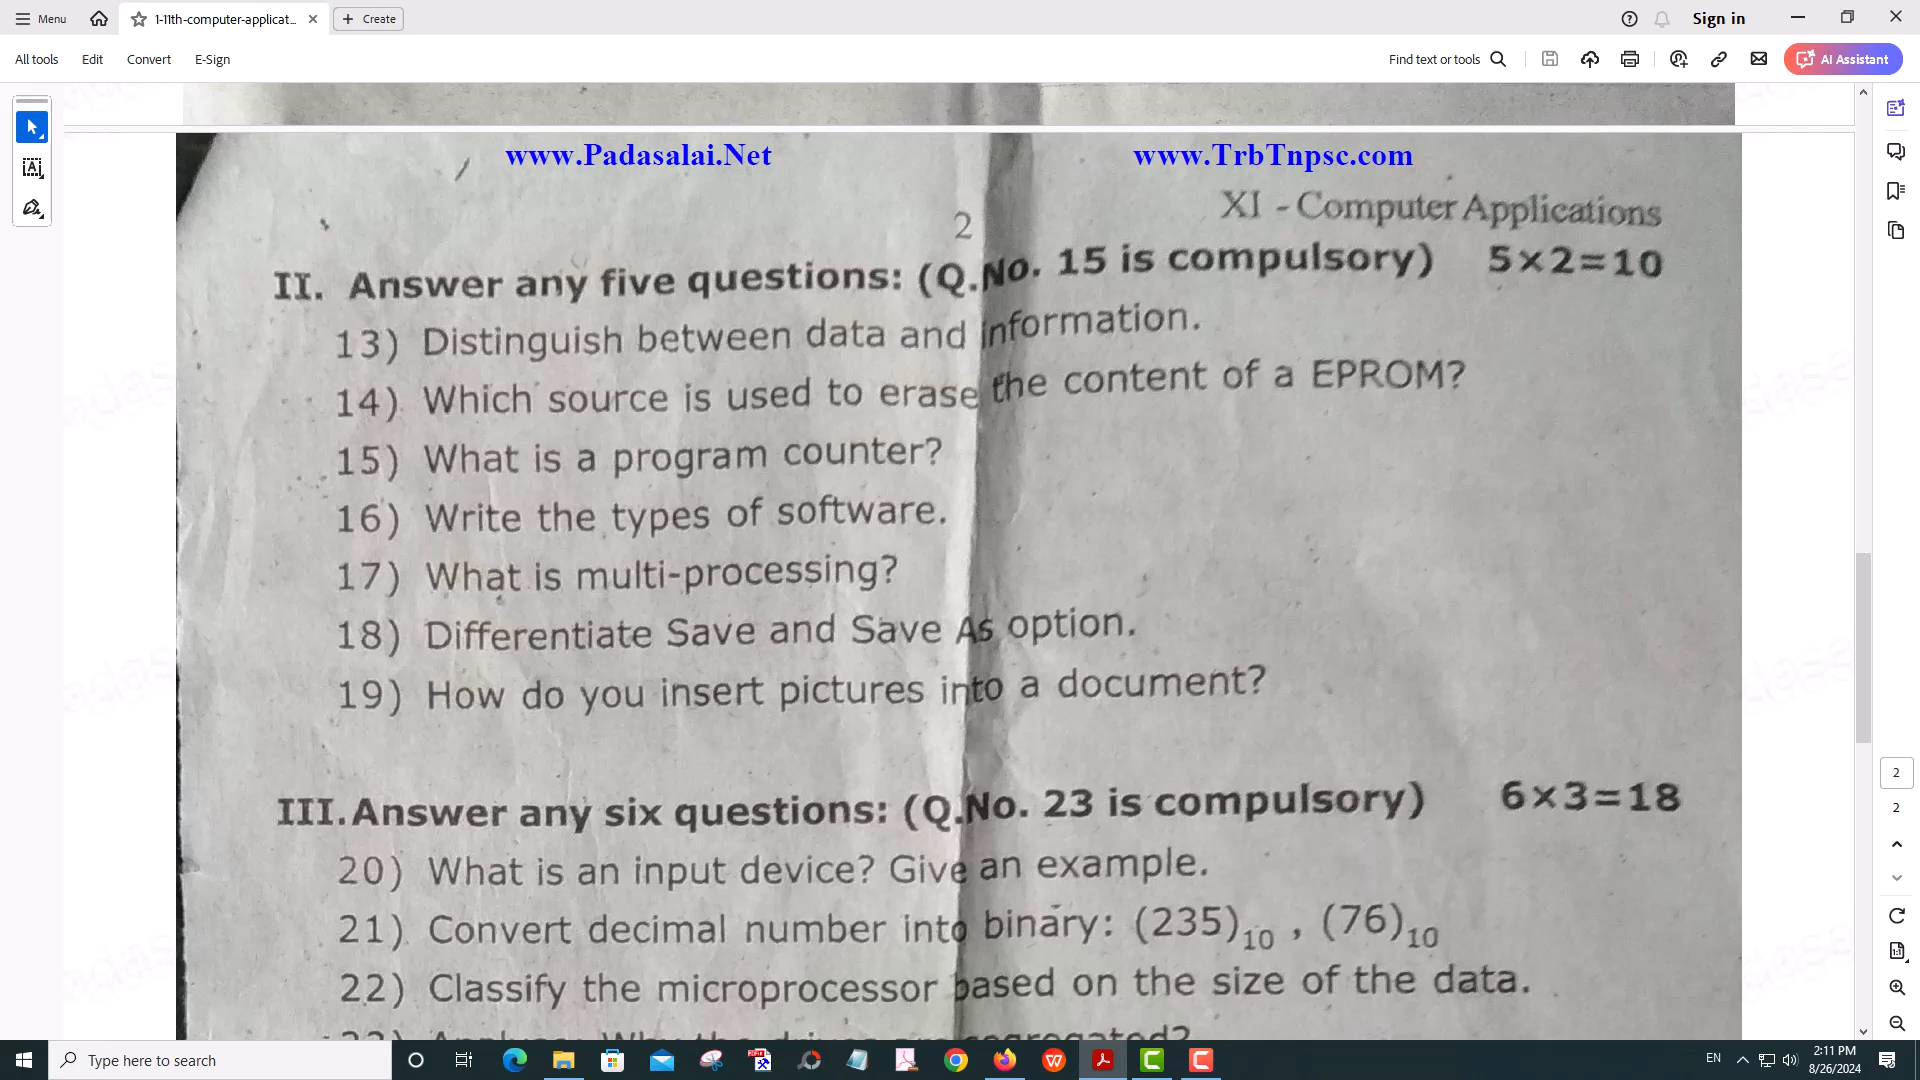 Menu
1-11th-computer-applicat...
Create
Sign in
All tools
Edit
Convert
E-Sign
Find text or tools
AI Assistant
www.Padasalai.Net www.TrbTnpsc.com
2 XI - Computer Applications
II. Answer any five questions: (Q.No. 15 is compulsory) 5×2=10
13) Distinguish between data and information.
14) Which source is used to erase the content of a EPROM?
15) What is a program counter?
16) Write the types of software.
17) What is multi-processing?
18) Differentiate Save and Save As option.
19) How do you insert pictures into a document?
III. Answer any six questions: (Q.No. 23 is compulsory) 6×3=18
20) What is an input device? Give an example.
21) Convert decimal number into binary: (235)₁₀ , (76)₁₀
22) Classify the microprocessor based on the size of the data.
2
2
Type here to search
EN
2:11 PM
8/26/2024